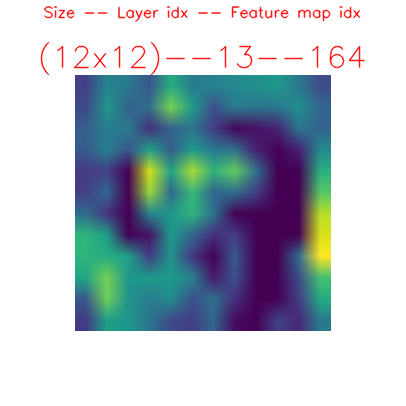 Size -- Layer idx -- Feature map idx
(12x12)--13--164